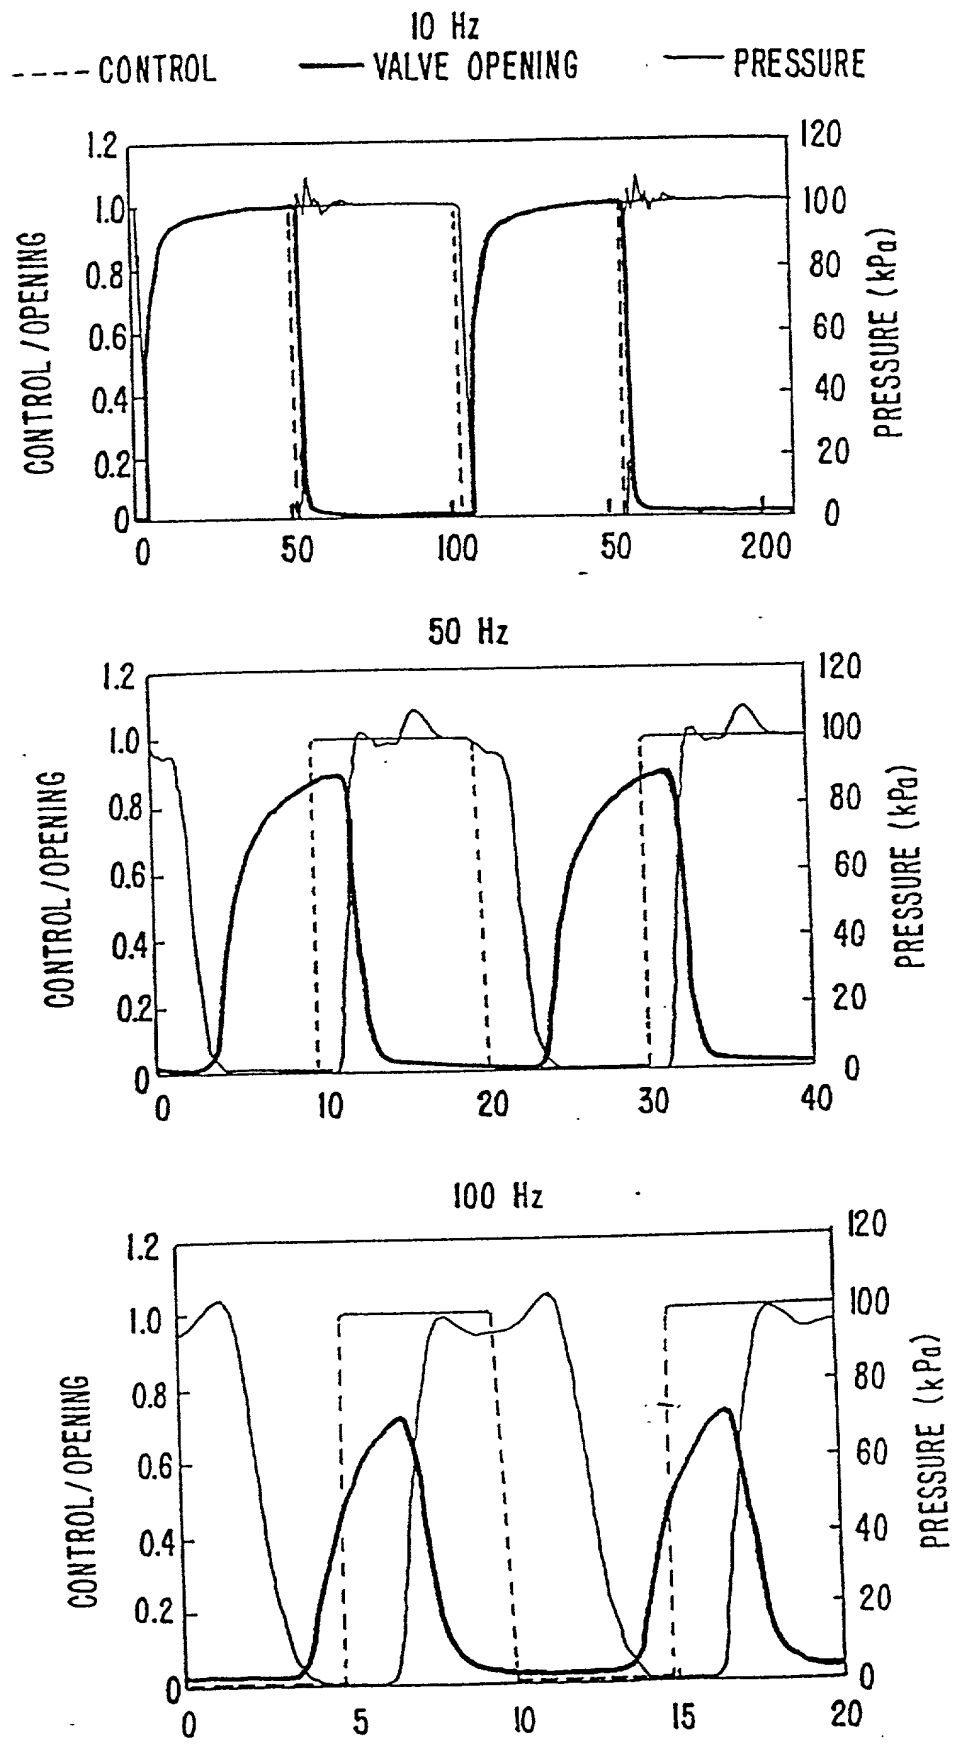 10 Hz
CONTROL VALVE OPENING PRESSURE
1.2 120
1.0 100
0.8 80
0.6 60
0.4 40
0.2 20
0 0
CONTROL/OPENING
PRESSURE (kPa)
0 50 100 50 200
50 Hz
1.2 120
1.0 100
0.8 80
0.6 60
0.4 40
0.2 20
0 0
CONTROL/OPENING
PRESSURE (kPa)
0 10 20 30 40
100 Hz
1.2 120
1.0 100
0.8 80
0.6 60
0.4 40
0.2 20
0 0
CONTROL/OPENING
PRESSURE (kPa)
0 5 10 15 20